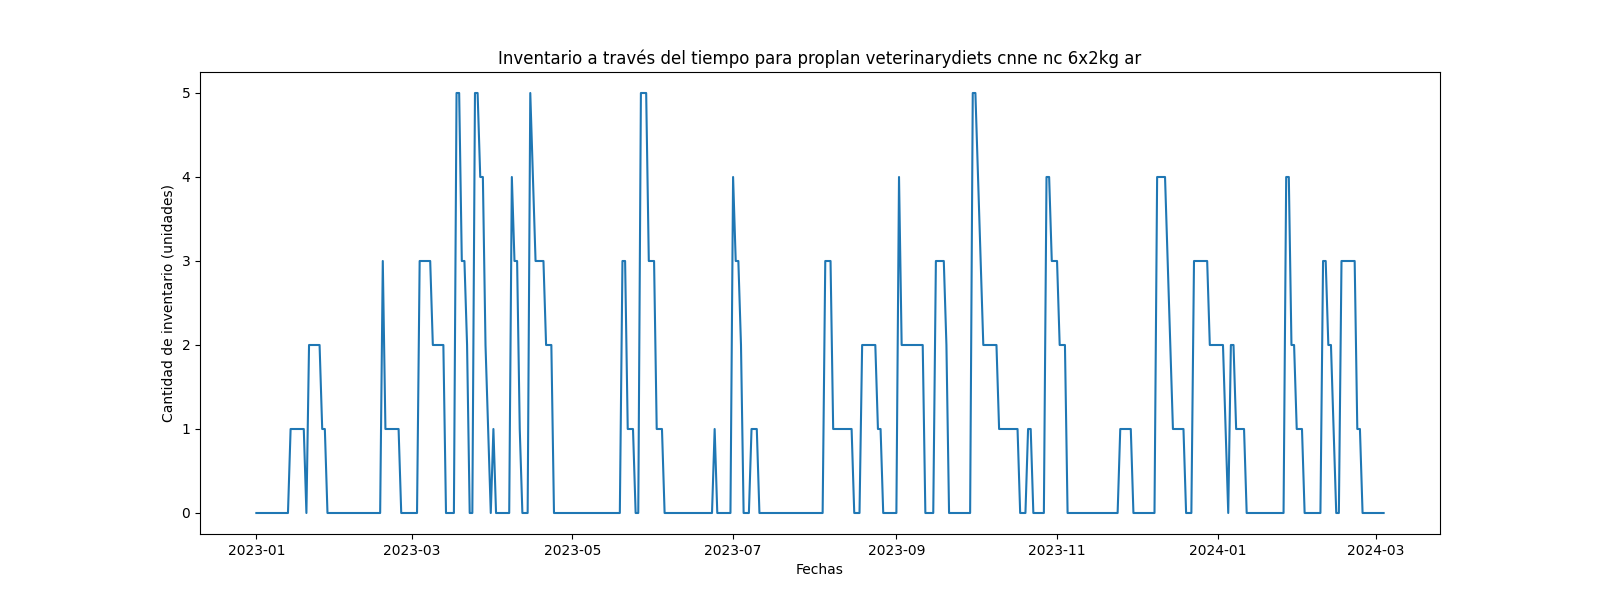 Inventario a través del tiempo para proplan veterinarydiets cnne nc 6x2kg ar
Cantidad de inventario (unidades)
5
4
3
2
1
0
2023-01 2023-03 2023-05 2023-07 2023-09 2023-11 2024-01 2024-03
Fechas